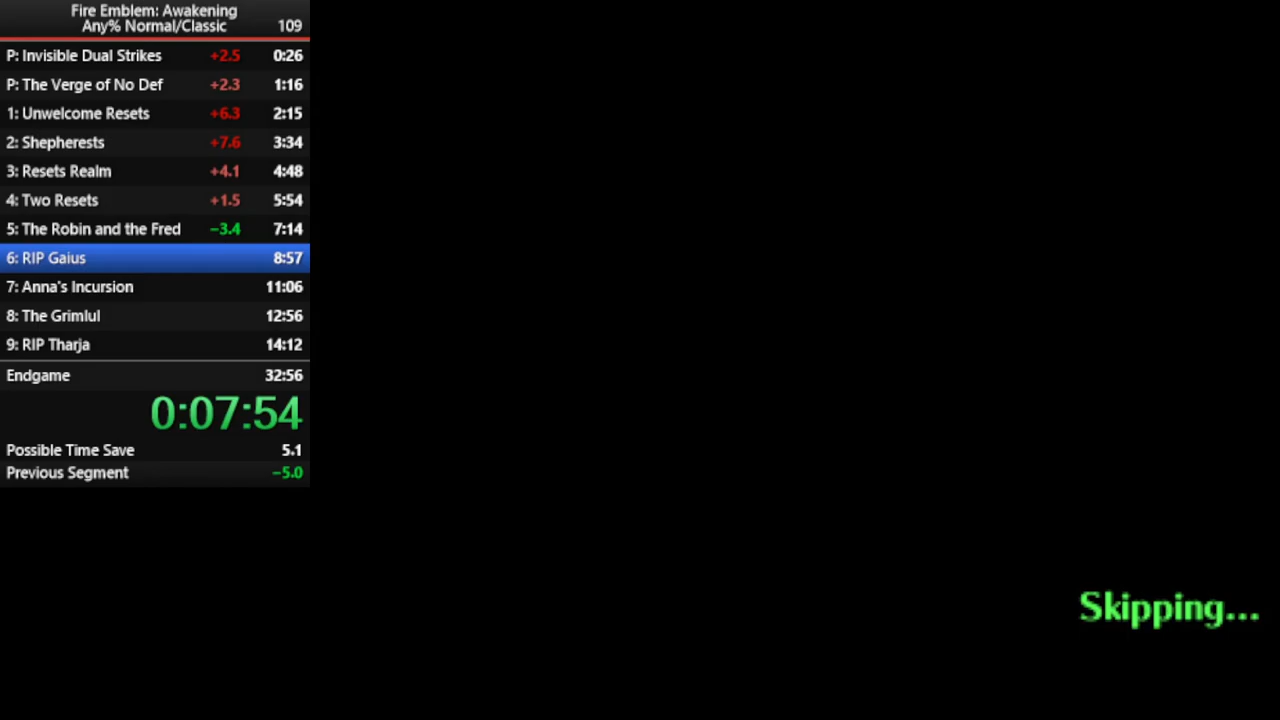 Fire Emblem: Awakening
Any% Normal/Classic 109
P: Invisible Dual Strikes +2.5 0:26
P: The Verge of No Def +2.3 1:16
1: Unwelcome Resets +6.3 2:15
2: Shepherests +7.6 3:34
3: Resets Realm +4.1 4:48
4: Two Resets +1.5 5:54
5: The Robin and the Fred −3.4 7:14
6: RIP Gaius 8:57
7: Anna's Incursion 11:06
8: The Grimlul 12:56
9: RIP Tharja 14:12
Endgame 32:56
0:07:54
Possible Time Save 5.1
Previous Segment −5.0
Skipping...